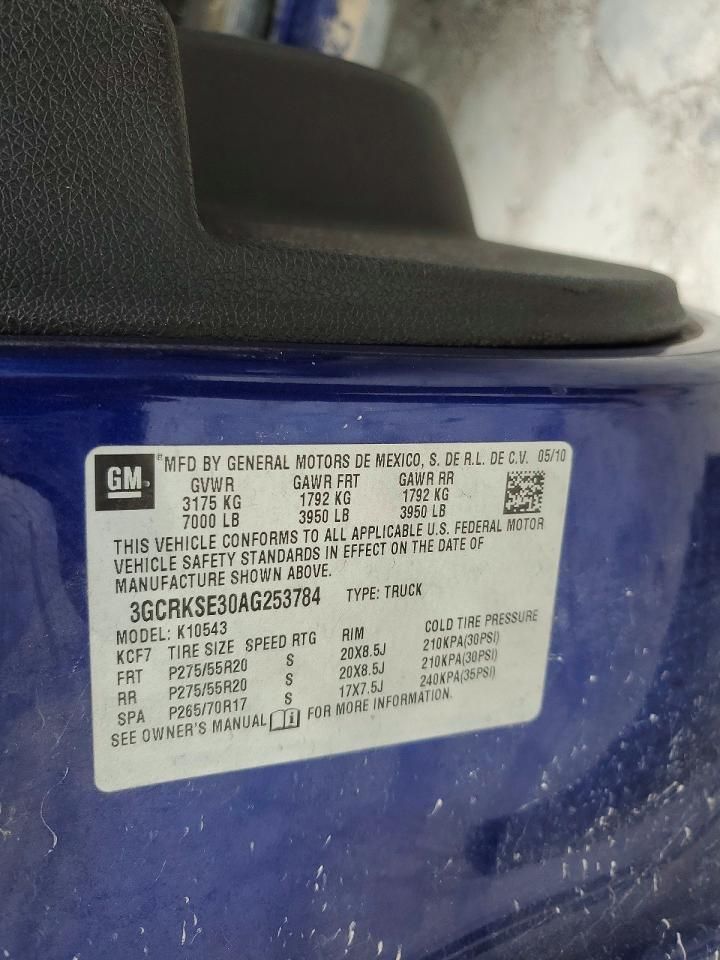 GM
MFD BY GENERAL MOTORS DE MEXICO, S. DE R.L. DE C.V. 05/10
GVWR GAWR FRT GAWR RR
3175 KG 1792 KG 1792 KG
7000 LB 3950 LB 3950 LB
THIS VEHICLE CONFORMS TO ALL APPLICABLE U.S. FEDERAL MOTOR
VEHICLE SAFETY STANDARDS IN EFFECT ON THE DATE OF
MANUFACTURE SHOWN ABOVE.
3GCRKSE30AG253784 TYPE: TRUCK
MODEL: K10543
KCF7 TIRE SIZE SPEED RTG RIM COLD TIRE PRESSURE
FRT P275/55R20 S 20X8.5J 210KPA(30PSI)
RR P275/55R20 S 20X8.5J 210KPA(30PSI)
SPA P265/70R17 S 17X7.5J 240KPA(35PSI)
SEE OWNER'S MANUAL i FOR MORE INFORMATION.